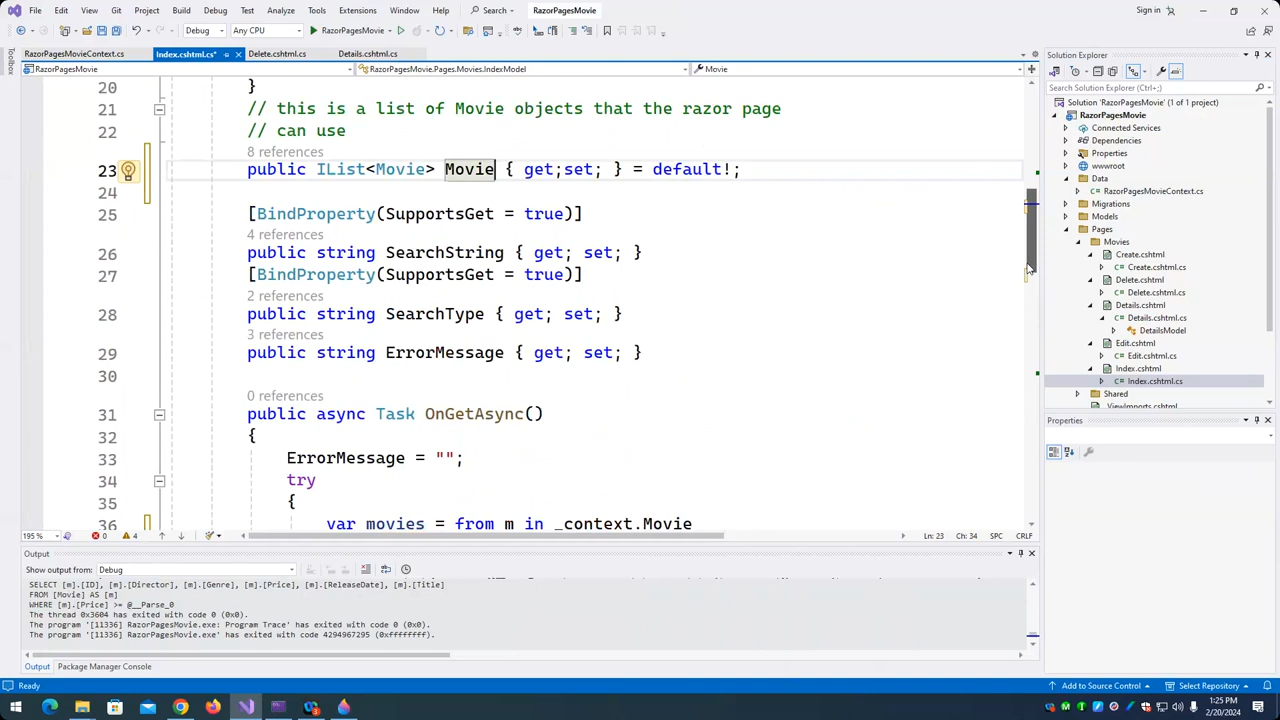 File Edit View Git Project Build Debug Test Analyze Tools Extensions Window Help Search RazorPagesMovie Sign in
Debug Any CPU RazorPagesMovie
RazorPagesMovieContext.cs Index.cshtml.cs* Delete.cshtml.cs Details.cshtml.cs
RazorPagesMovie RazorPagesMovie.Pages.Movies.IndexModel Movie
Toolbox
20 }
21 // this is a list of Movie objects that the razor page
22 // can use
8 references
23 public IList<Movie> Movie { get;set; } = default!;
24
25 [BindProperty(SupportsGet = true)]
4 references
26 public string SearchString { get; set; }
27 [BindProperty(SupportsGet = true)]
2 references
28 public string SearchType { get; set; }
3 references
29 public string ErrorMessage { get; set; }
30
0 references
31 public async Task OnGetAsync()
32 {
33 ErrorMessage = "";
34 try
35 {
36 var movies = from m in _context.Movie
195 % 0 4 Ln: 23 Ch: 34 SPC CRLF
Output
Show output from: Debug
SELECT [m].[ID], [m].[Director], [m].[Genre], [m].[Price], [m].[ReleaseDate], [m].[Title]
FROM [Movie] AS [m]
WHERE [m].[Price] >= @__Parse_0
The thread 0x3604 has exited with code 0 (0x0).
The program '[11336] RazorPagesMovie.exe: Program Trace' has exited with code 0 (0x0).
The program '[11336] RazorPagesMovie.exe' has exited with code 4294967295 (0xffffffff).
Output Package Manager Console
Solution Explorer
Search Solution Explorer (Ctrl+;)
Solution 'RazorPagesMovie' (1 of 1 project)
RazorPagesMovie
Connected Services
Dependencies
Properties
wwwroot
Data
RazorPagesMovieContext.cs
Migrations
Models
Pages
Movies
Create.cshtml
Create.cshtml.cs
Delete.cshtml
Delete.cshtml.cs
Details.cshtml
Details.cshtml.cs
DetailsModel
Edit.cshtml
Edit.cshtml.cs
Index.cshtml
Index.cshtml.cs
Shared
_ViewImports.cshtml
Properties
Ready Add to Source Control Select Repository
1:25 PM
2/20/2024